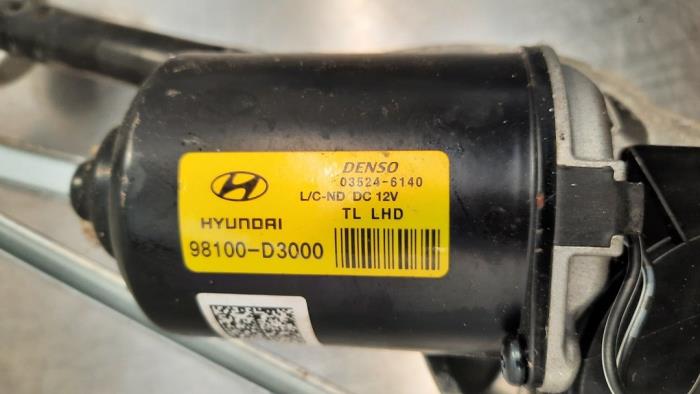 DENSO
03524-6140
L/C-ND DC 12V
HYUNDAI
TL LHD
98100-D3000